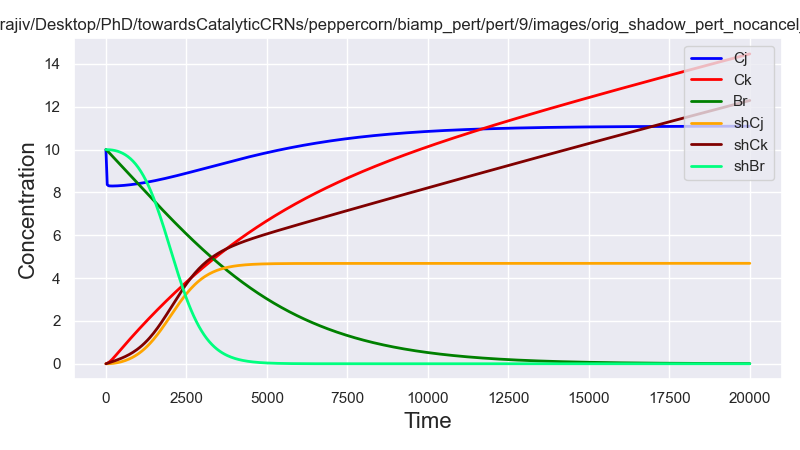 rajiv/Desktop/PhD/towardsCatalyticCRNs/peppercorn/biamp_pert/pert/9/images/orig_shadow_pert_nocancel_
Cj
Ck
Br
shCj
shCk
shBr
Concentration
14
12
10
8
6
4
2
0
0
2500
5000
7500
10000
12500
15000
17500
20000
Time